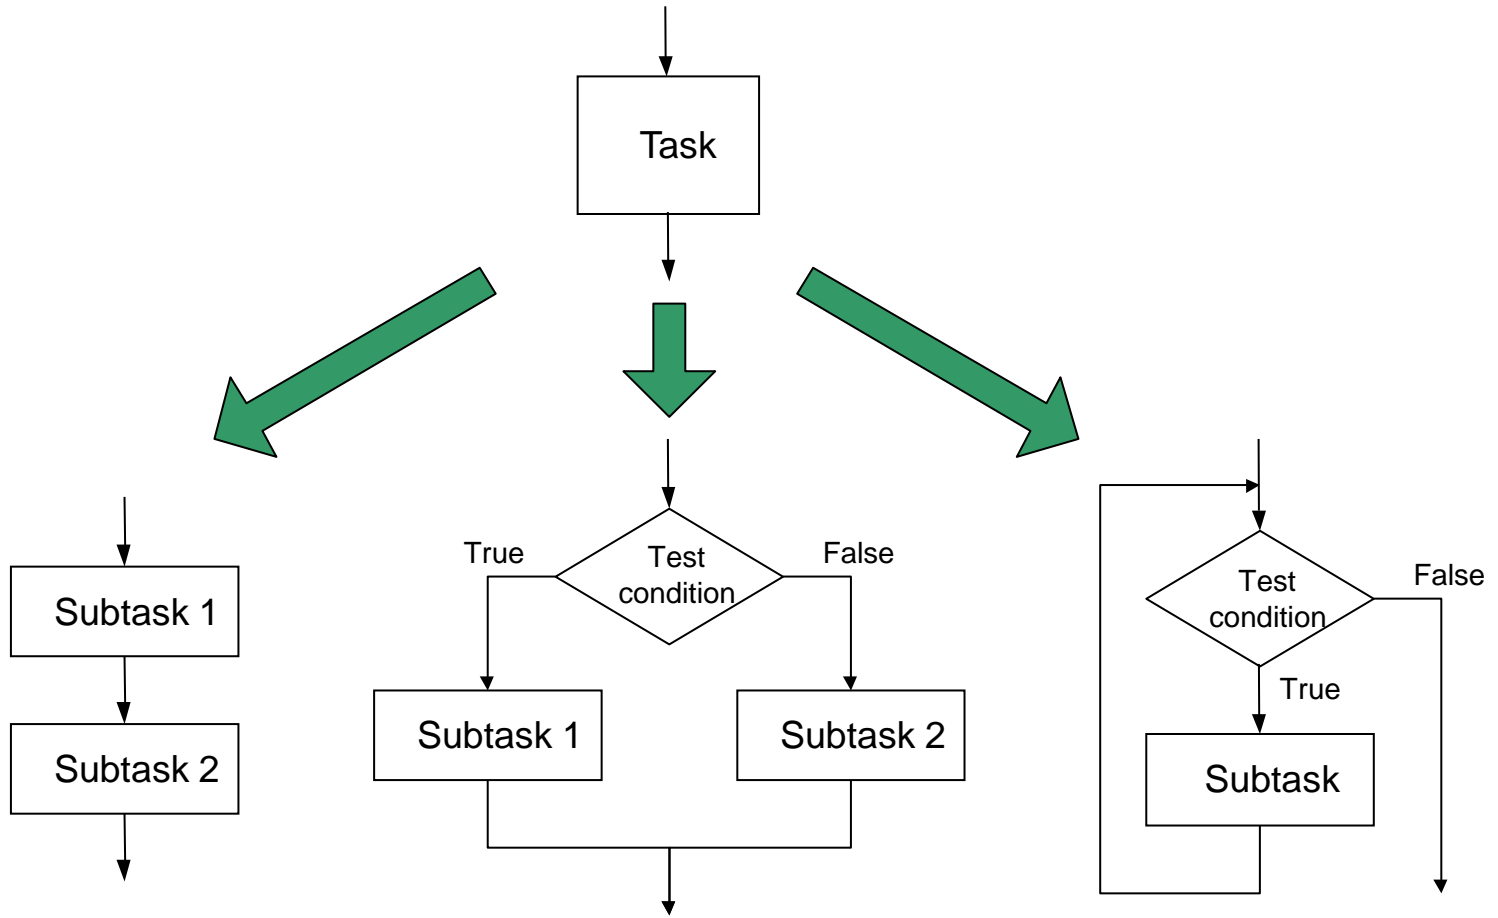 Task
Subtask 1
Subtask 2
True
Test
condition
False
Subtask 1
Subtask 2
Test
condition
False
True
Subtask